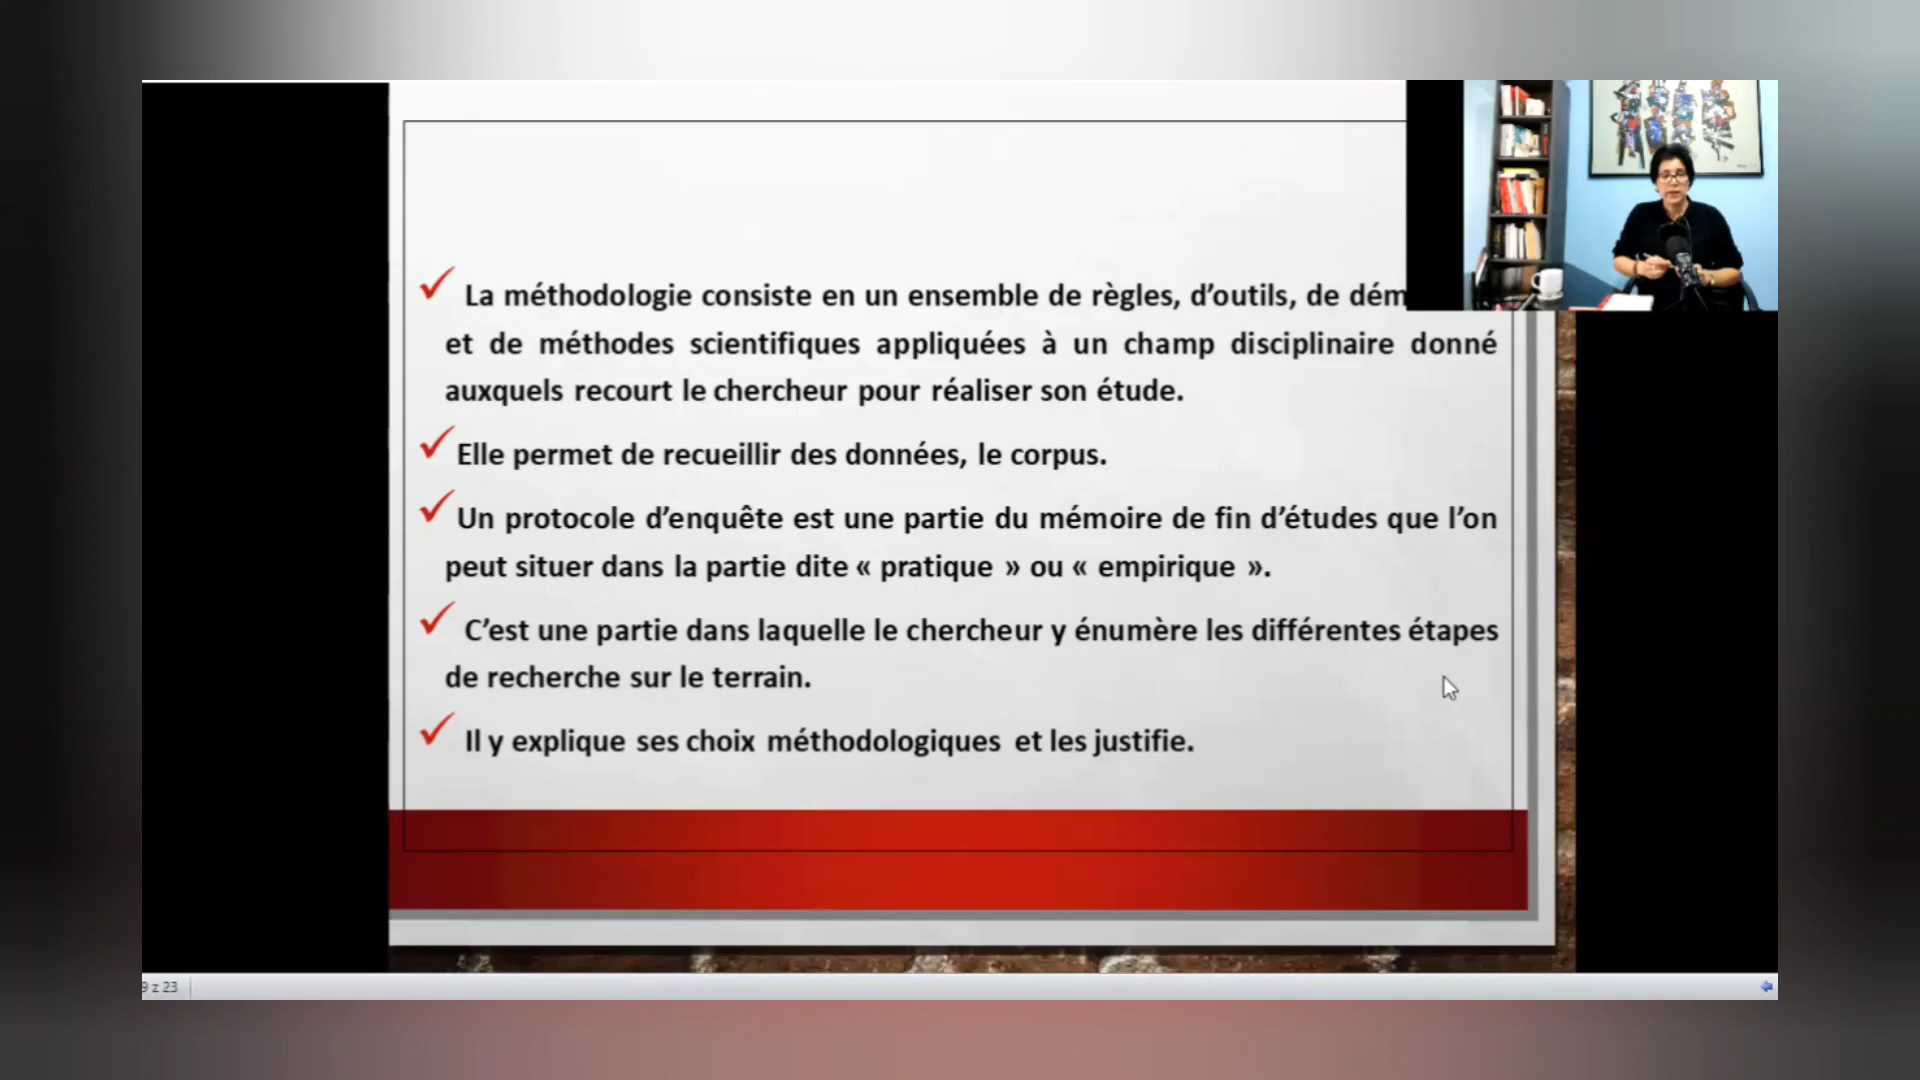 La méthodologie consiste en un ensemble de règles, d’outils, de dém
et de méthodes scientifiques appliquées à un champ disciplinaire donné
auxquels recourt le chercheur pour réaliser son étude.
Elle permet de recueillir des données, le corpus.
Un protocole d’enquête est une partie du mémoire de fin d’études que l’on
peut situer dans la partie dite « pratique » ou « empirique ».
C’est une partie dans laquelle le chercheur y énumère les différentes étapes
de recherche sur le terrain.
Il y explique ses choix méthodologiques et les justifie.
9 z 23